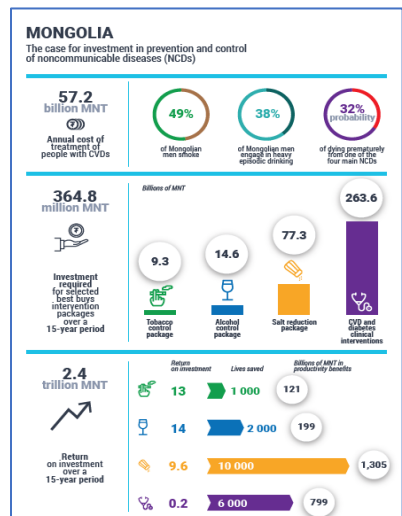 MONGOLIA
The case for investment in prevention and control
of noncommunicable diseases (NCDs)
57.2
billion MNT
Annual cost of
treatment of
people with CVDs
49%
of Mongolian
men smoke
38%
of Mongolian men
engage in heavy
episodic drinking
32%
probability
of dying prematurely
from one of the
four main NCDs
364.8
million MNT
Investment
required
for selected
best buys
intervention
packages
over a
15-year period
Billions of MNT
9.3
Tobacco
control
package
14.6
Alcohol
control
package
77.3
Salt reduction
package
263.6
CVD and
diabetes
clinical
interventions
2.4
trillion MNT
Return
on investment
over a
15-year period
Return
on investment
Lives saved
Billions of MNT in
productivity benefits
13
1 000
121
14
2 000
199
9.6
10 000
1,305
0.2
6 000
799